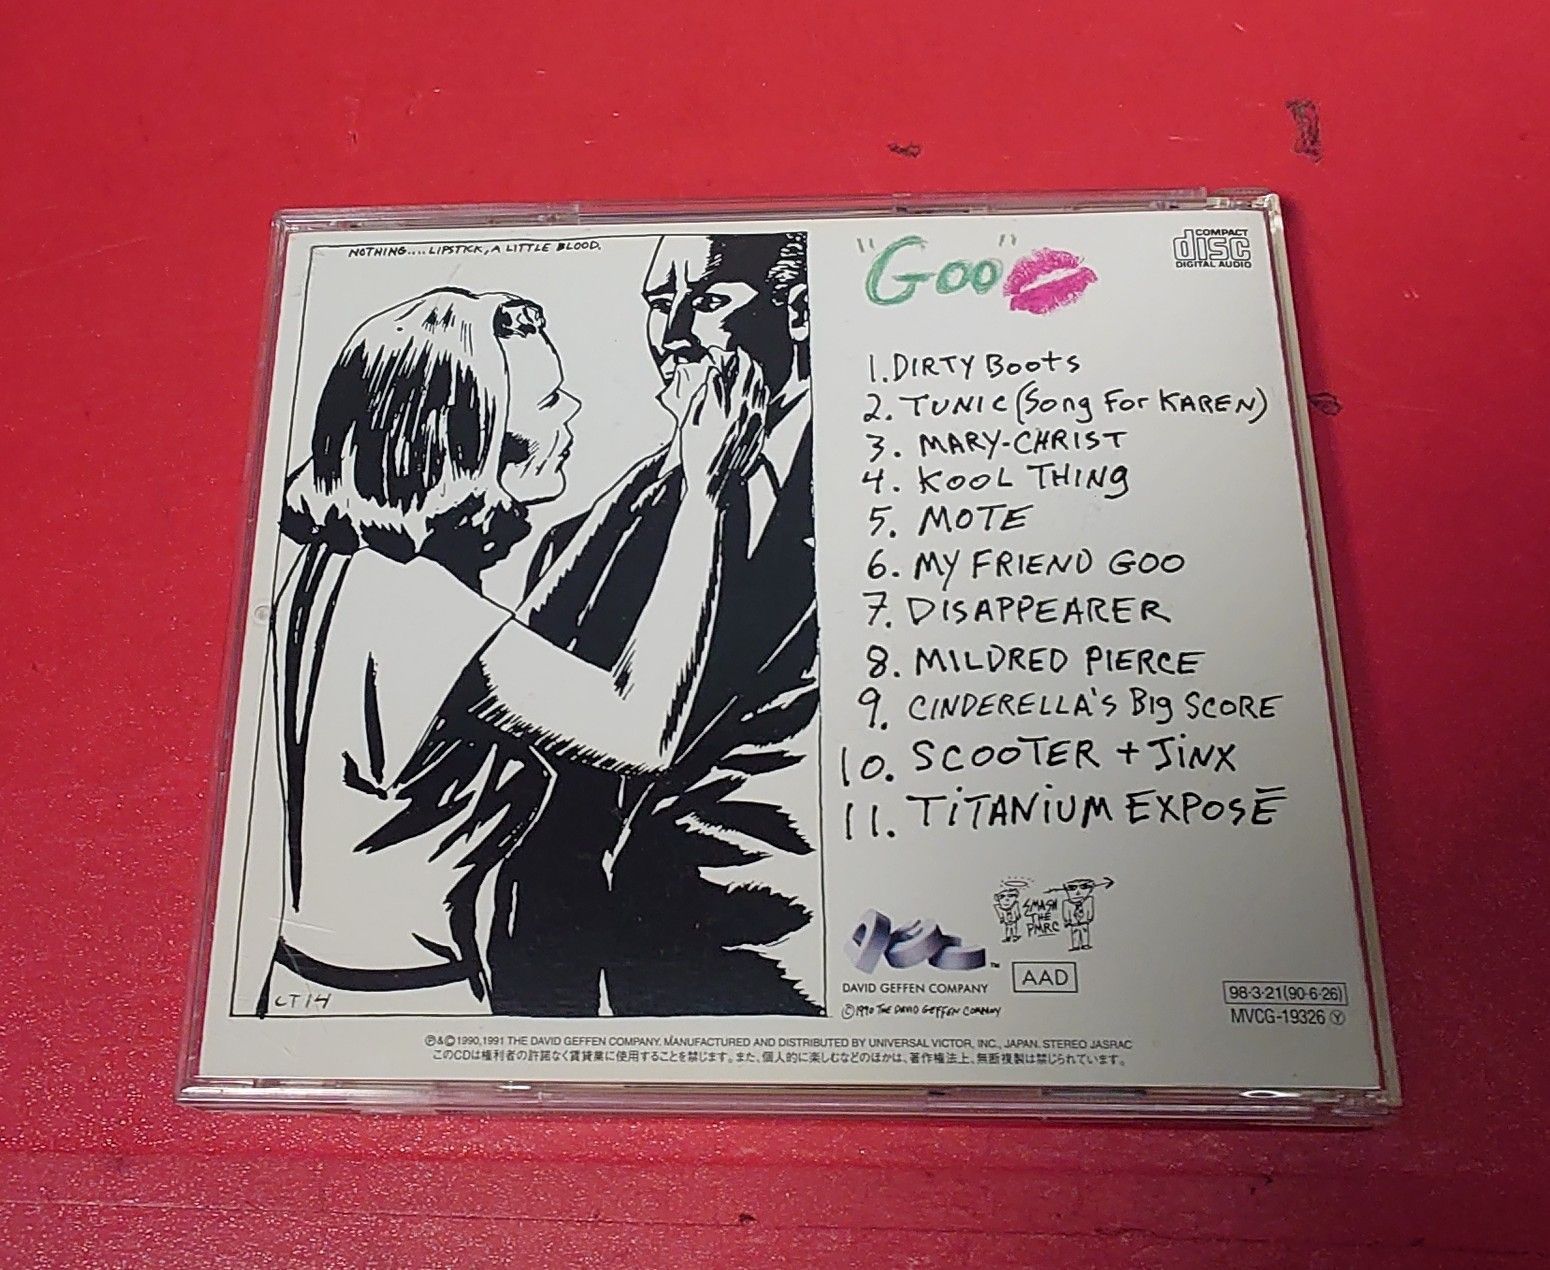 NOTHING.... LIPSTICK, A LITTLE BLOOD.
"Goo"
COMPACT
disc
DIGITAL AUDIO
1. DIRTY BOOTS
2. TUNIC (Song For KAREN)
3. MARY-CHRIST
4. KOOL THING
5. MOTE
6. MY FRIEND GOO
7. DISAPPEARER
8. MILDRED PIERCE
9. CINDERELLA'S Big SCORE
10. SCOOTER + JiNX
11. TiTANiUM EXPOSĒ
SMASH
THE
PMRC
DGC ™
DAVID GEFFEN COMPANY
AAD
©1990 THE DAVID GEFFEN COMPANY
98·3·21(90·6·26)
MVCG-19326 Ⓨ
℗&© 1990,1991 THE DAVID GEFFEN COMPANY. MANUFACTURED AND DISTRIBUTED BY UNIVERSAL VICTOR, INC., JAPAN. STEREO JASRAC
このCDは権利者の許諾なく賃貸業に使用することを禁じます。また、個人的に楽しむなどのほかは、著作権法上、無断複製は禁じられています。